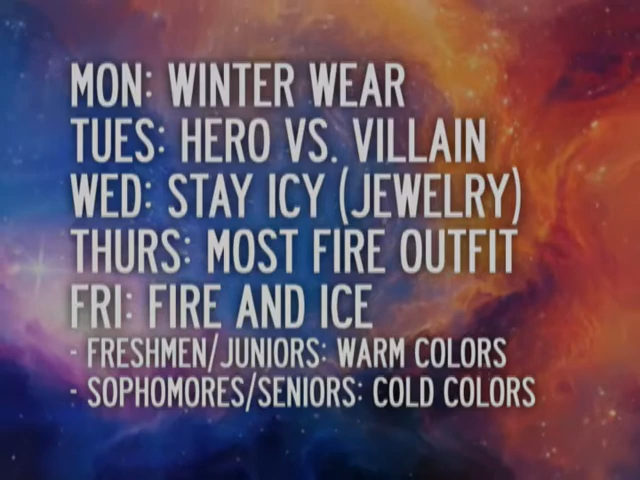 MON: WINTER WEAR
TUES: HERO VS. VILLAIN
WED: STAY ICY (JEWELRY)
THURS: MOST FIRE OUTFIT
FRI: FIRE AND ICE
- FRESHMEN/JUNIORS: WARM COLORS
- SOPHOMORES/SENIORS: COLD COLORS